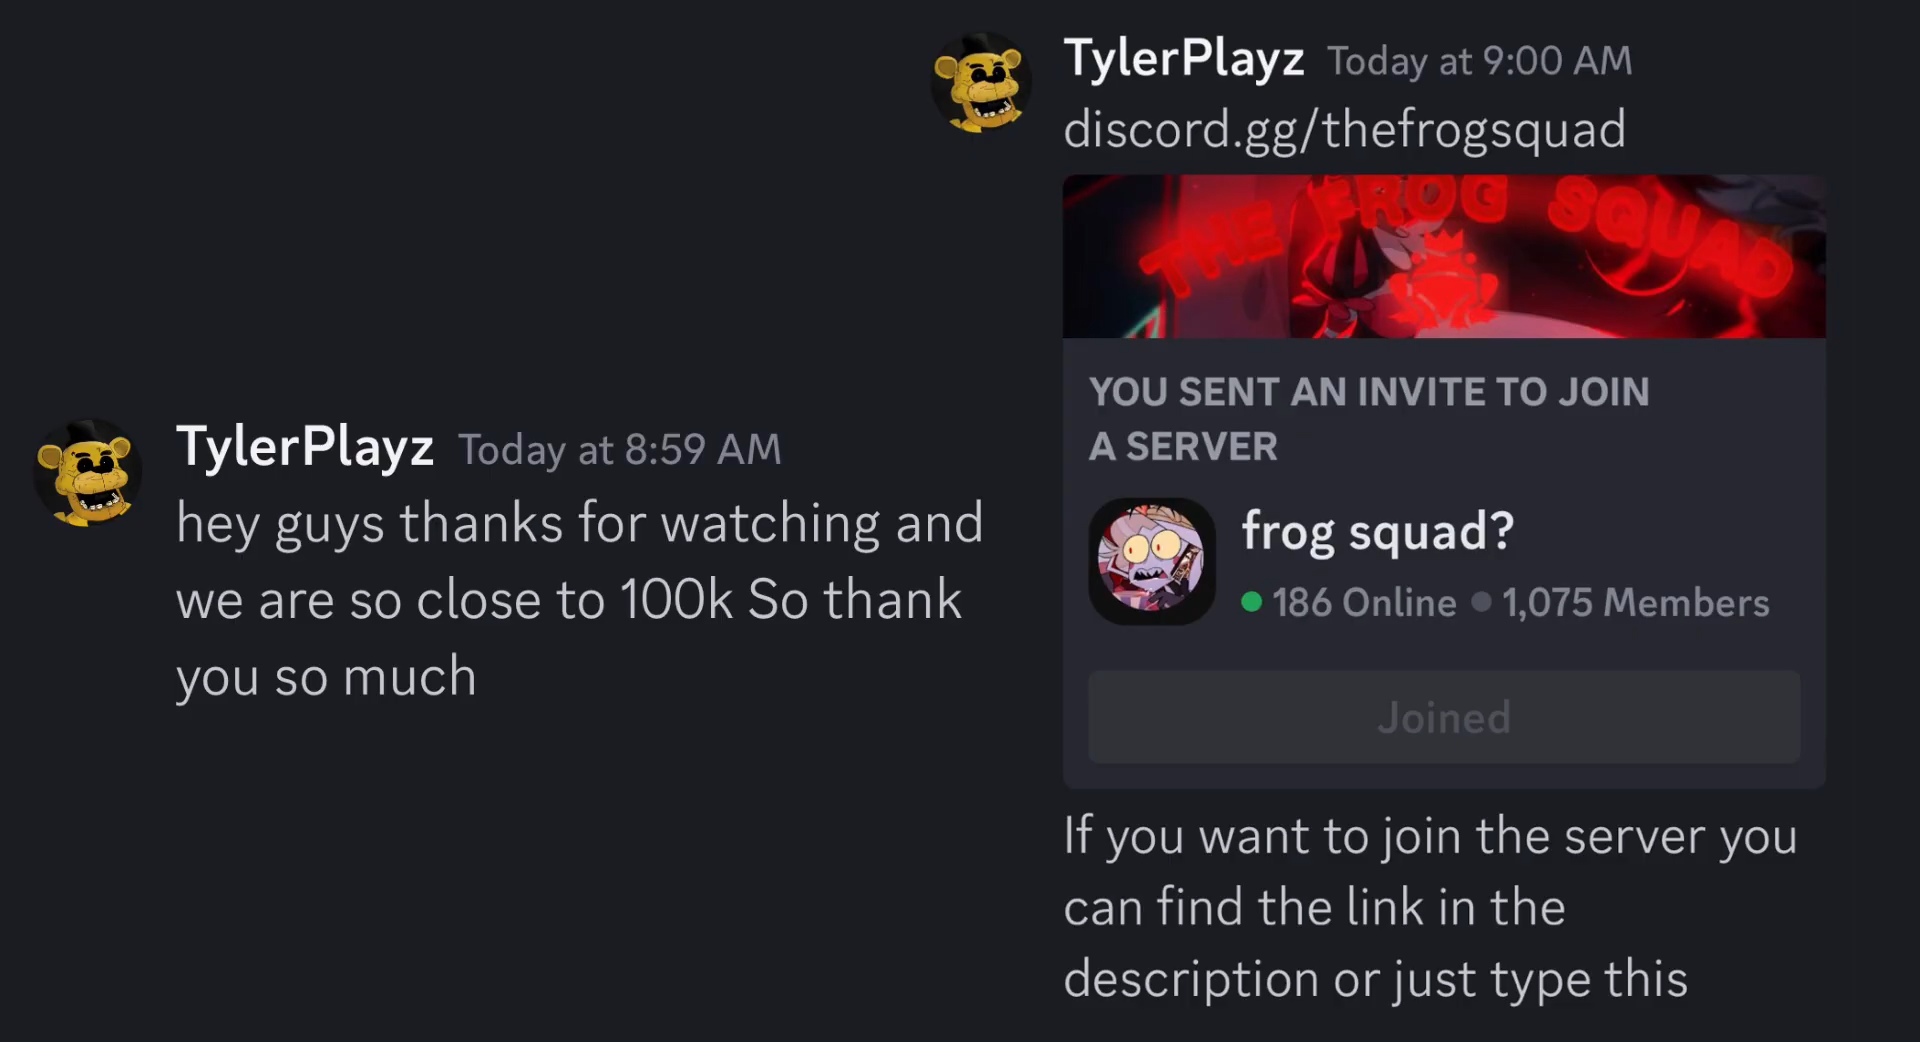 TylerPlayz Today at 8:59 AM
hey guys thanks for watching and
we are so close to 100k So thank
you so much
TylerPlayz Today at 9:00 AM
discord.gg/thefrogsquad
THE FROG SQUAD
YOU SENT AN INVITE TO JOIN
A SERVER
frog squad?
186 Online 1,075 Members
Joined
If you want to join the server you
can find the link in the
description or just type this